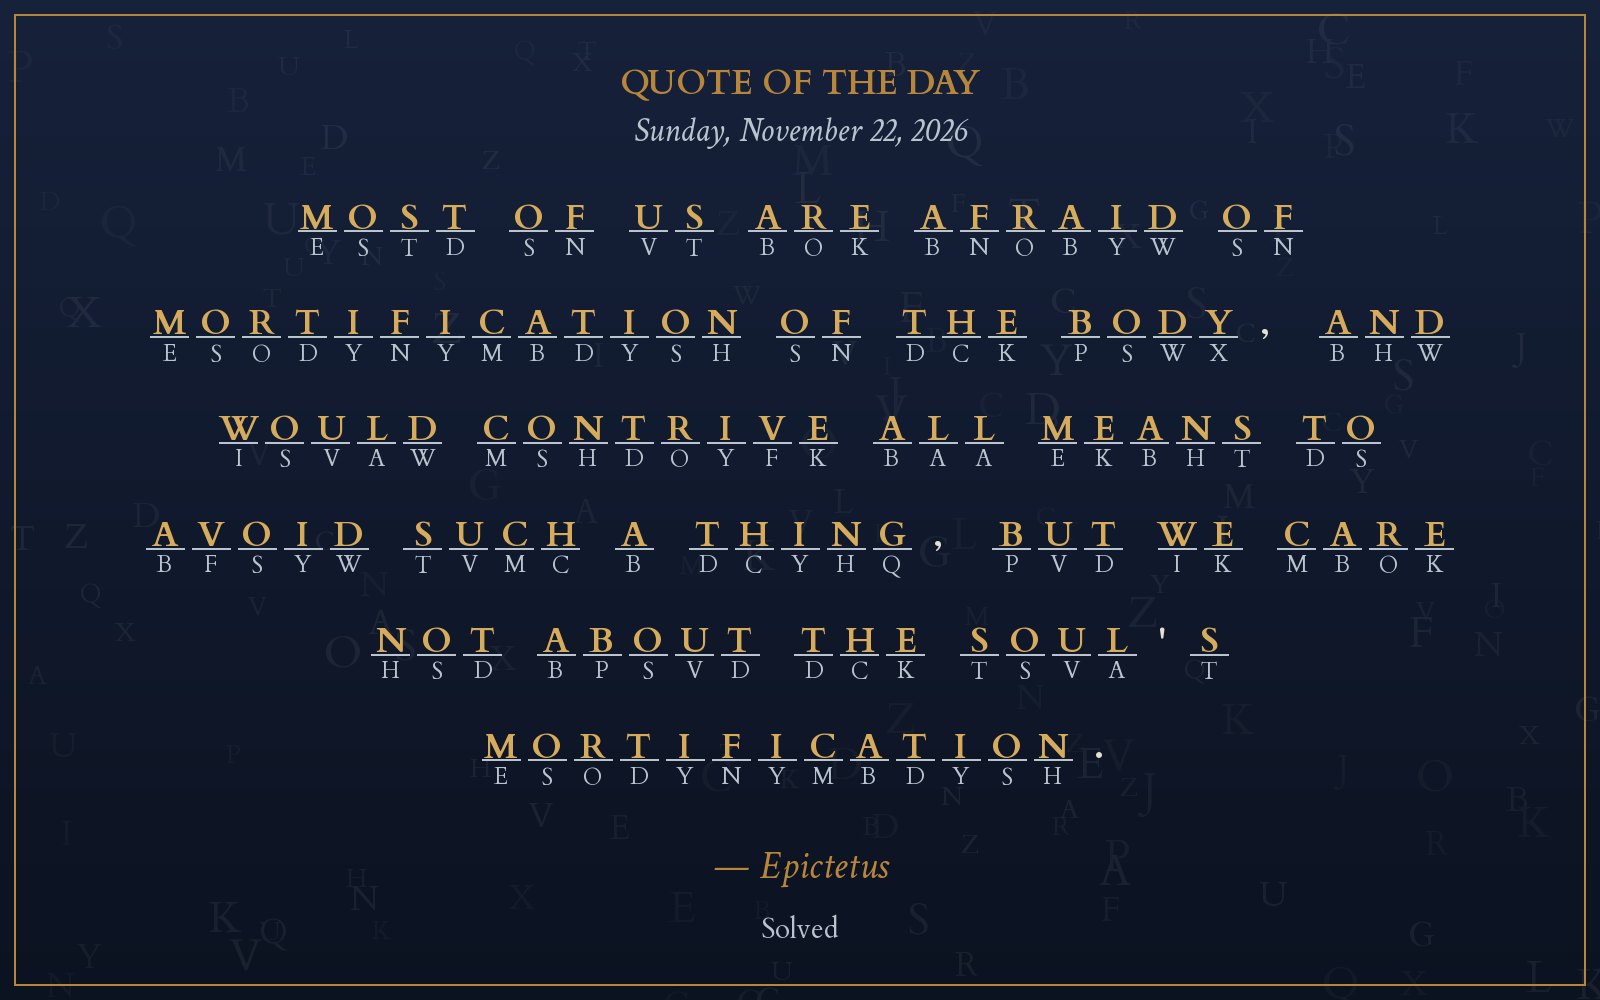 QUOTE OF THE DAY
Sunday, November 22, 2026
MOST OF US ARE AFRAID OF
ESTD SN VT BOK BNOBYW SN
MORTIFICATION OF THE BODY, AND
ESODYNYMBDYSH SN DCK PSWX BHW
WOULD CONTRIVE ALL MEANS TO
ISVAW MSHDOYFK BAA EKBHT DS
AVOID SUCH A THING, BUT WE CARE
BFSYW TVMC B DCYHQ PVD IK MBOK
NOT ABOUT THE SOUL'S
HSD BPSVD DCK TSVA T
MORTIFICATION.
ESODYNYMBDYSH
— Epictetus
Solved